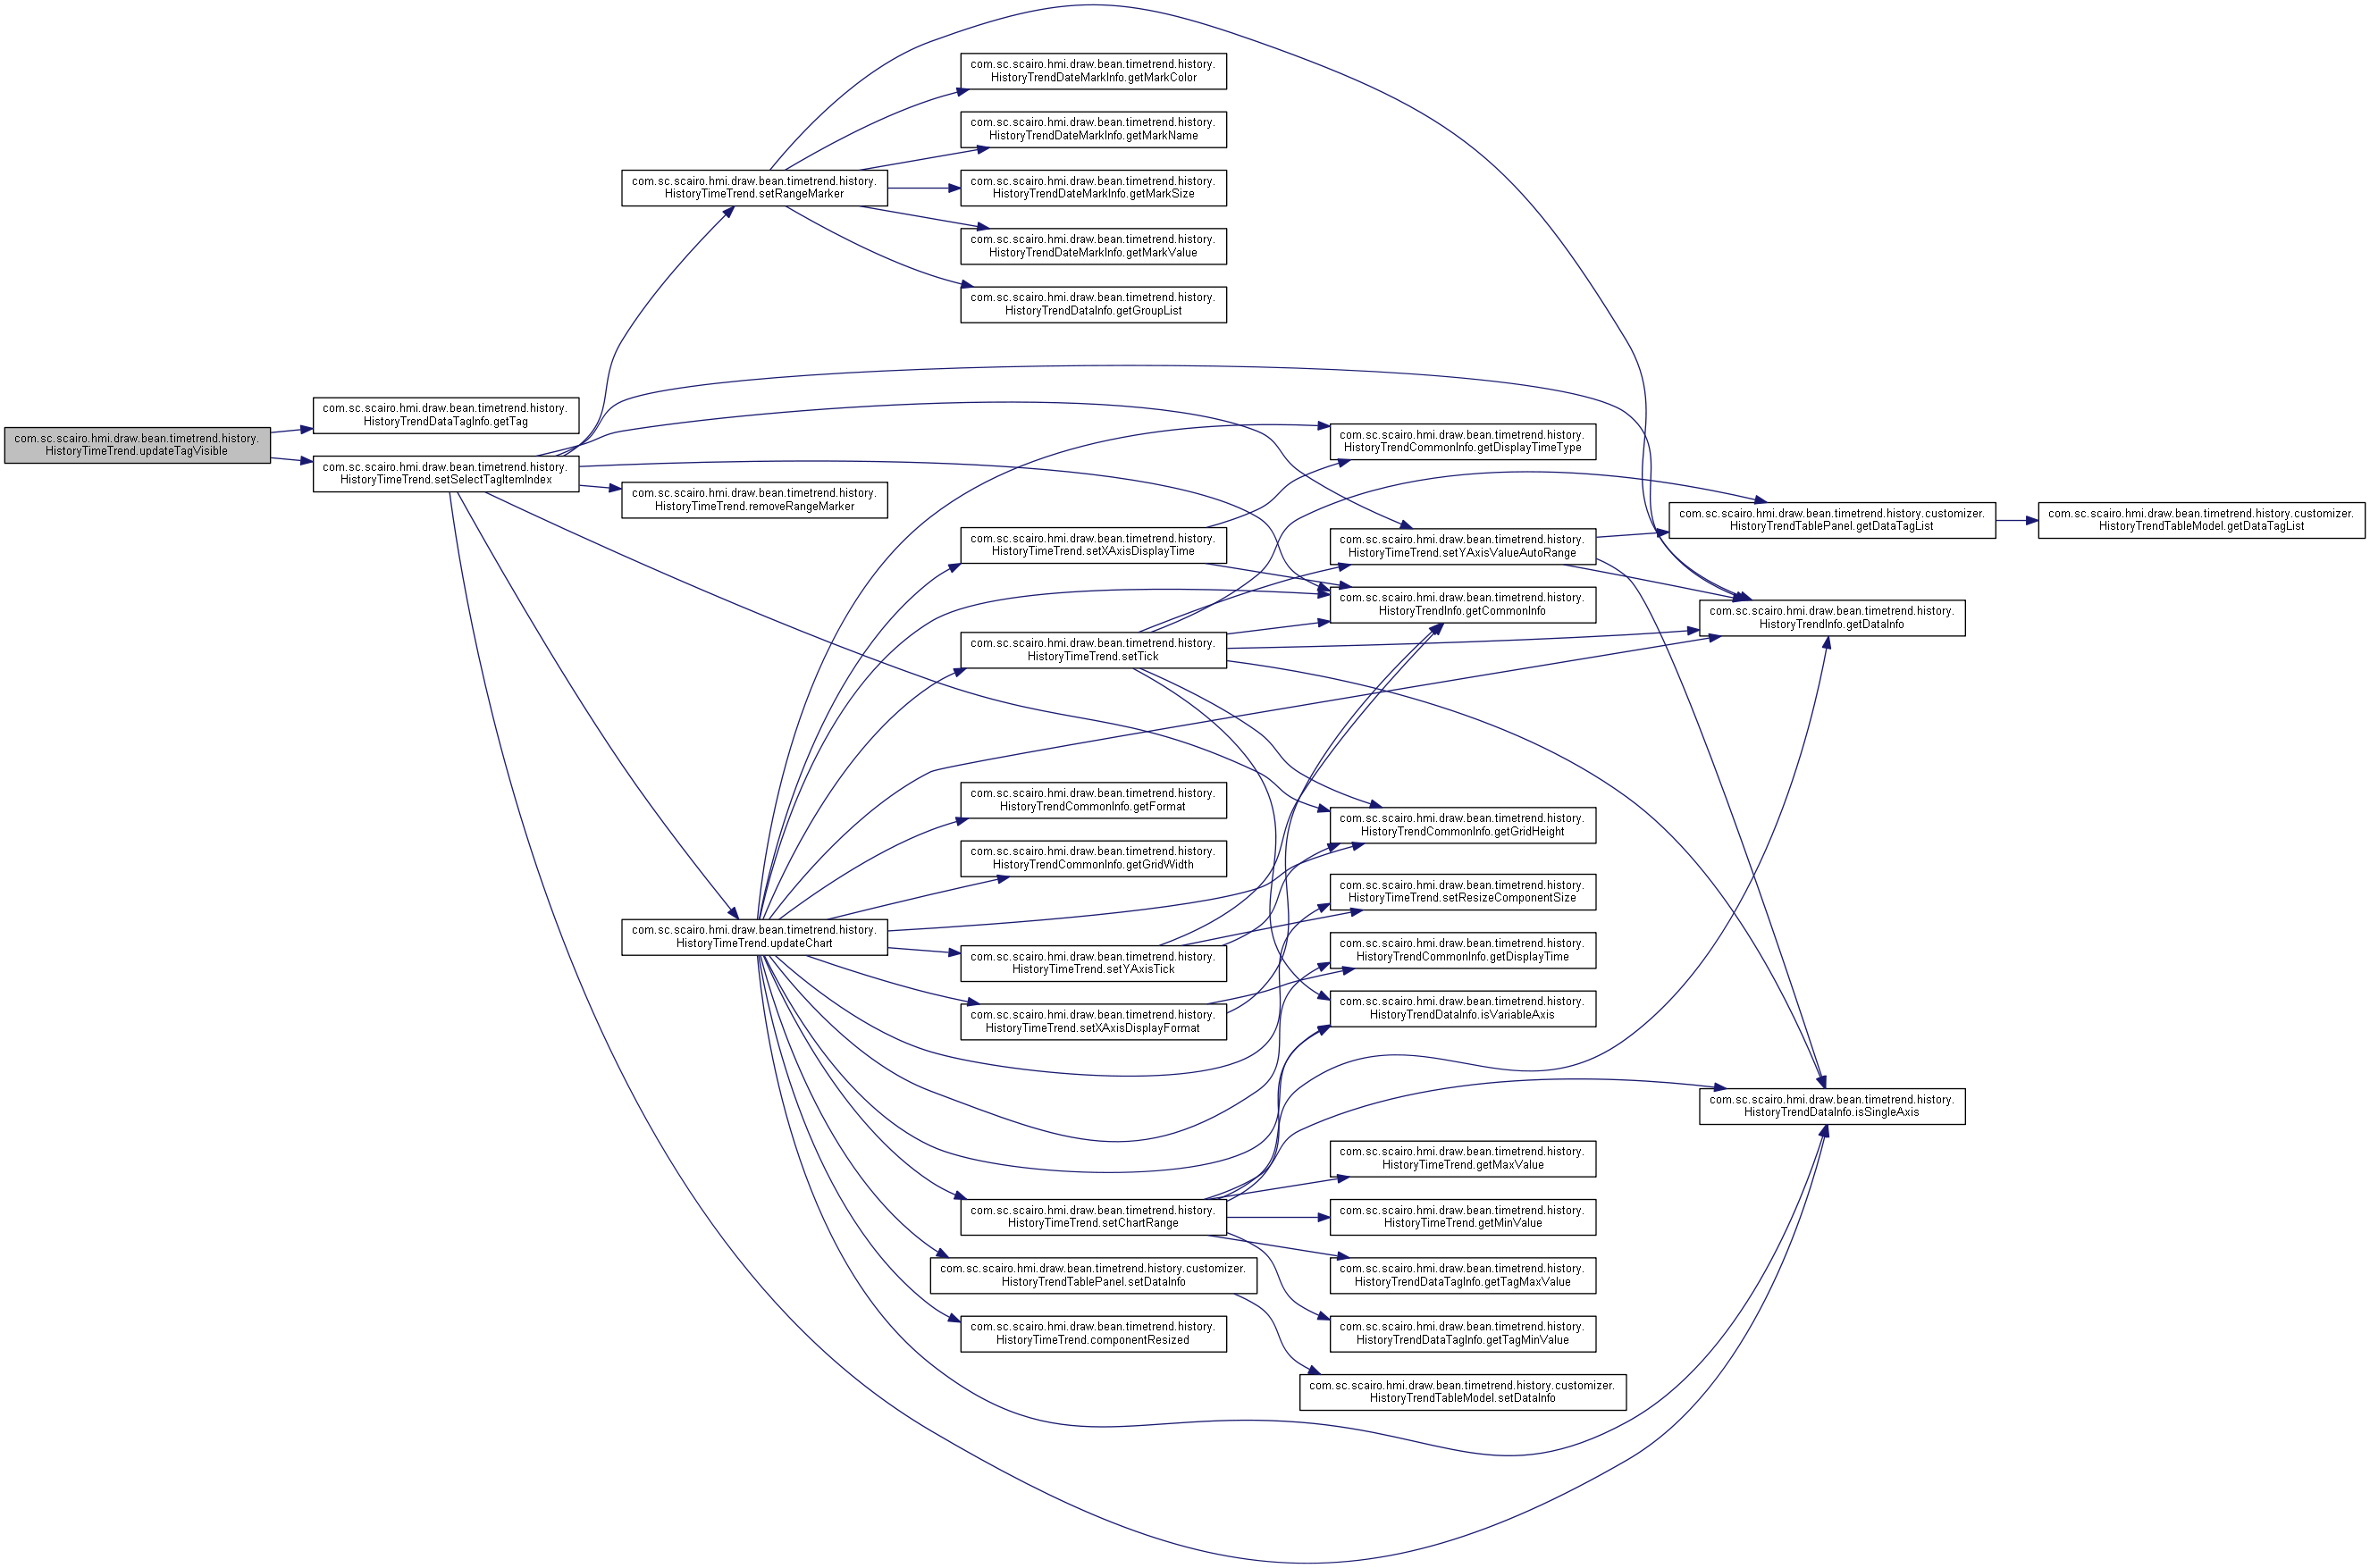 com.sc.scairo.hmi.draw.bean.timetrend.history.
HistoryTimeTrend.updateTagVisible
com.sc.scairo.hmi.draw.bean.timetrend.history.
HistoryTrendDataTagInfo.getTag
com.sc.scairo.hmi.draw.bean.timetrend.history.
HistoryTimeTrend.setSelectTagItemIndex
com.sc.scairo.hmi.draw.bean.timetrend.history.
HistoryTimeTrend.setRangeMarker
com.sc.scairo.hmi.draw.bean.timetrend.history.
HistoryTimeTrend.removeRangeMarker
com.sc.scairo.hmi.draw.bean.timetrend.history.
HistoryTimeTrend.updateChart
com.sc.scairo.hmi.draw.bean.timetrend.history.
HistoryTrendDateMarkInfo.getMarkColor
com.sc.scairo.hmi.draw.bean.timetrend.history.
HistoryTrendDateMarkInfo.getMarkName
com.sc.scairo.hmi.draw.bean.timetrend.history.
HistoryTrendDateMarkInfo.getMarkSize
com.sc.scairo.hmi.draw.bean.timetrend.history.
HistoryTrendDateMarkInfo.getMarkValue
com.sc.scairo.hmi.draw.bean.timetrend.history.
HistoryTrendDataInfo.getGroupList
com.sc.scairo.hmi.draw.bean.timetrend.history.
HistoryTimeTrend.setXAxisDisplayTime
com.sc.scairo.hmi.draw.bean.timetrend.history.
HistoryTimeTrend.setTick
com.sc.scairo.hmi.draw.bean.timetrend.history.
HistoryTrendCommonInfo.getFormat
com.sc.scairo.hmi.draw.bean.timetrend.history.
HistoryTrendCommonInfo.getGridWidth
com.sc.scairo.hmi.draw.bean.timetrend.history.
HistoryTimeTrend.setYAxisTick
com.sc.scairo.hmi.draw.bean.timetrend.history.
HistoryTimeTrend.setXAxisDisplayFormat
com.sc.scairo.hmi.draw.bean.timetrend.history.
HistoryTimeTrend.setChartRange
com.sc.scairo.hmi.draw.bean.timetrend.history.customizer.
HistoryTrendTablePanel.setDataInfo
com.sc.scairo.hmi.draw.bean.timetrend.history.
HistoryTimeTrend.componentResized
com.sc.scairo.hmi.draw.bean.timetrend.history.
HistoryTrendCommonInfo.getDisplayTimeType
com.sc.scairo.hmi.draw.bean.timetrend.history.
HistoryTimeTrend.setYAxisValueAutoRange
com.sc.scairo.hmi.draw.bean.timetrend.history.
HistoryTrendInfo.getCommonInfo
com.sc.scairo.hmi.draw.bean.timetrend.history.
HistoryTrendCommonInfo.getGridHeight
com.sc.scairo.hmi.draw.bean.timetrend.history.
HistoryTimeTrend.setResizeComponentSize
com.sc.scairo.hmi.draw.bean.timetrend.history.
HistoryTrendCommonInfo.getDisplayTime
com.sc.scairo.hmi.draw.bean.timetrend.history.
HistoryTrendDataInfo.isVariableAxis
com.sc.scairo.hmi.draw.bean.timetrend.history.
HistoryTimeTrend.getMaxValue
com.sc.scairo.hmi.draw.bean.timetrend.history.
HistoryTimeTrend.getMinValue
com.sc.scairo.hmi.draw.bean.timetrend.history.
HistoryTrendDataTagInfo.getTagMaxValue
com.sc.scairo.hmi.draw.bean.timetrend.history.
HistoryTrendDataTagInfo.getTagMinValue
com.sc.scairo.hmi.draw.bean.timetrend.history.customizer.
HistoryTrendTableModel.setDataInfo
com.sc.scairo.hmi.draw.bean.timetrend.history.customizer.
HistoryTrendTablePanel.getDataTagList
com.sc.scairo.hmi.draw.bean.timetrend.history.
HistoryTrendInfo.getDataInfo
com.sc.scairo.hmi.draw.bean.timetrend.history.
HistoryTrendDataInfo.isSingleAxis
com.sc.scairo.hmi.draw.bean.timetrend.history.customizer.
HistoryTrendTableModel.getDataTagList